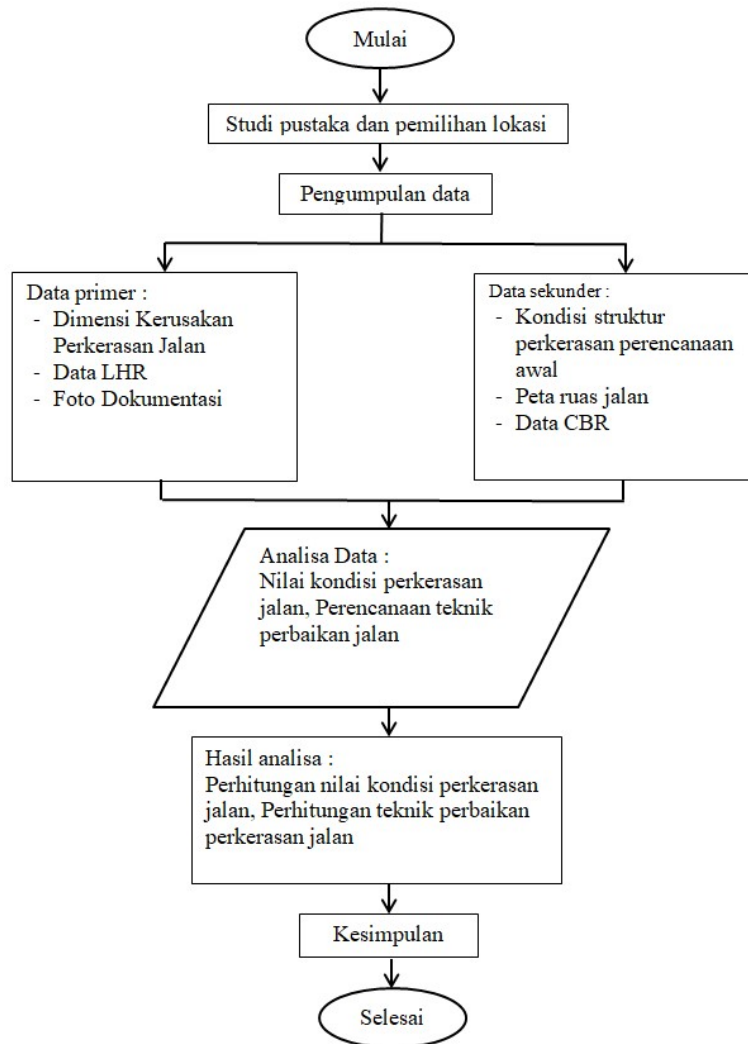 Mulai
Studi pustaka dan pemilihan lokasi
Pengumpulan data
Data primer :
- Dimensi Kerusakan
Perkerasan Jalan
- Data LHR
- Foto Dokumentasi
Data sekunder :
- Kondisi struktur
perkerasan perencanaan
awal
- Peta ruas jalan
- Data CBR
Analisa Data :
Nilai kondisi perkerasan
jalan, Perencanaan teknik
perbaikan jalan
Hasil analisa :
Perhitungan nilai kondisi perkerasan
jalan, Perhitungan teknik perbaikan
perkerasan jalan
Kesimpulan
Selesai